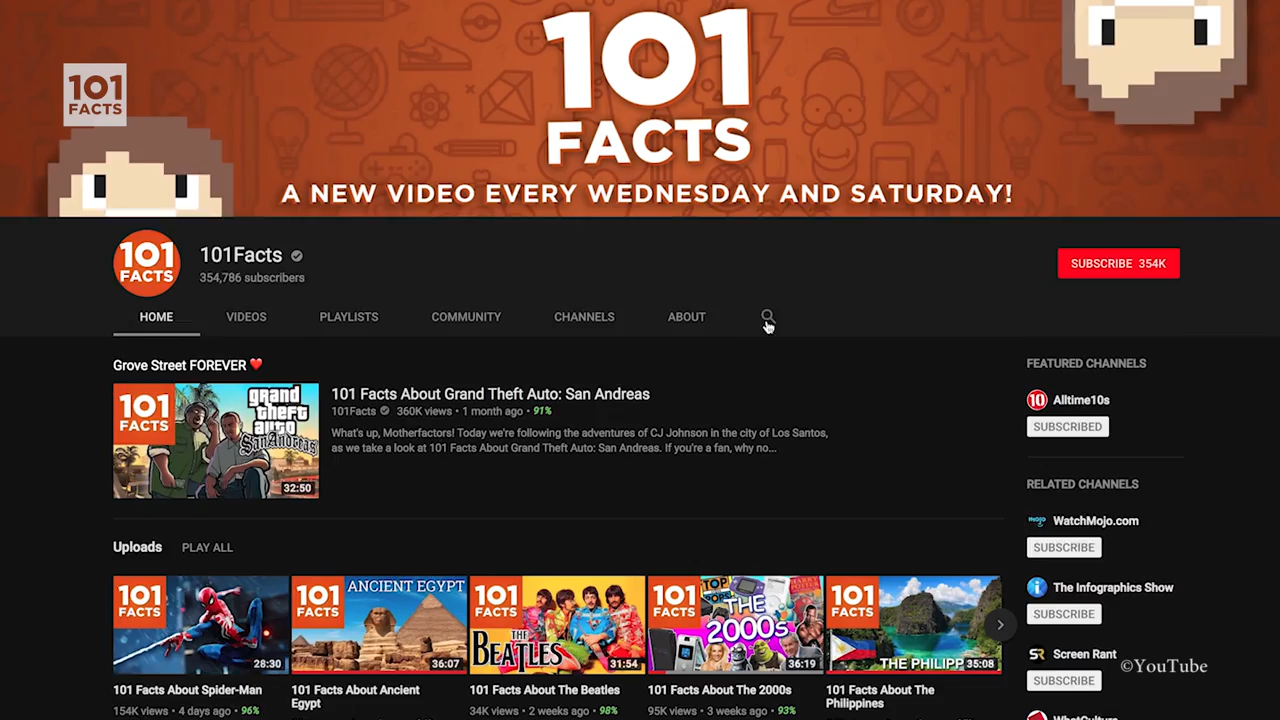 101
FACTS
101
FACTS
A NEW VIDEO EVERY WEDNESDAY AND SATURDAY!
101
FACTS
101Facts
354,786 subscribers
SUBSCRIBE 354K
HOME
VIDEOS
PLAYLISTS
COMMUNITY
CHANNELS
ABOUT
Grove Street FOREVER ❤️
101
FACTS
grand
theft
auto
SanAndreas
32:50
101 Facts About Grand Theft Auto: San Andreas
101Facts 360K views • 1 month ago • 91%
What's up, Motherfactors! Today we're following the adventures of CJ Johnson in the city of Los Santos,
as we take a look at 101 Facts About Grand Theft Auto: San Andreas. If you're a fan, why no...
FEATURED CHANNELS
10 Alltime10s
SUBSCRIBED
RELATED CHANNELS
mojo WatchMojo.com
SUBSCRIBE
i The Infographics Show
SUBSCRIBE
SR Screen Rant
SUBSCRIBE
WhatCulture
Uploads PLAY ALL
101
FACTS
28:30
101 Facts About Spider-Man
154K views • 4 days ago • 96%
101
FACTS
ANCIENT EGYPT
36:07
101 Facts About Ancient
Egypt
101
FACTS
THE
BEATLES
31:54
101 Facts About The Beatles
34K views • 2 weeks ago • 98%
101
FACTS
TOP
POPS
HARRY
POTTER
THE
2000s
36:19
101 Facts About The 2000s
95K views • 3 weeks ago • 93%
101
FACTS
THE PHILIPP
35:08
101 Facts About The
Philippines
©YouTube